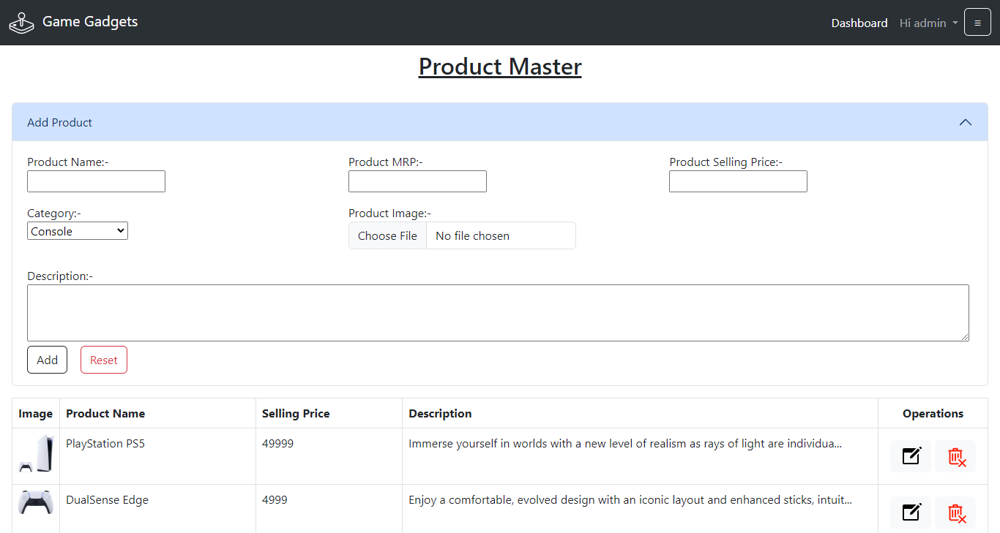 Game Gadgets
Dashboard Hi admin
Product Master
Add Product
Product Name:- Product MRP:- Product Selling Price:-
Category:- Product Image:-
Console Choose File No file chosen
Description:-
Add Reset
Image Product Name Selling Price Description Operations
PlayStation PS5 49999 Immerse yourself in worlds with a new level of realism as rays of light are individua...
DualSense Edge 4999 Enjoy a comfortable, evolved design with an iconic layout and enhanced sticks, intuit...